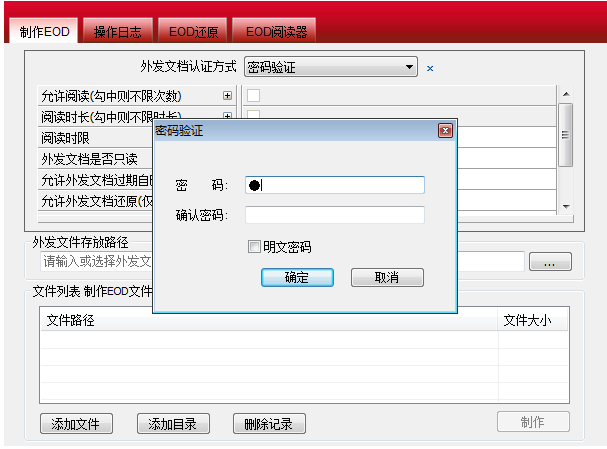 制作EOD 操作日志 EOD还原 EOD阅读器
外发文档认证方式 密码验证 ×
允许阅读(勾中则不限次数)
阅读时长(勾中则不限时长)
阅读时限
外发文档是否只读
允许外发文档过期自
允许外发文档还原(仅
密码验证
密 码:
确认密码:
明文密码
确定 取消
外发文件存放路径
请输入或选择外发文 ...
文件列表 制作EOD文件
文件路径 文件大小
添加文件 添加目录 删除记录 制作